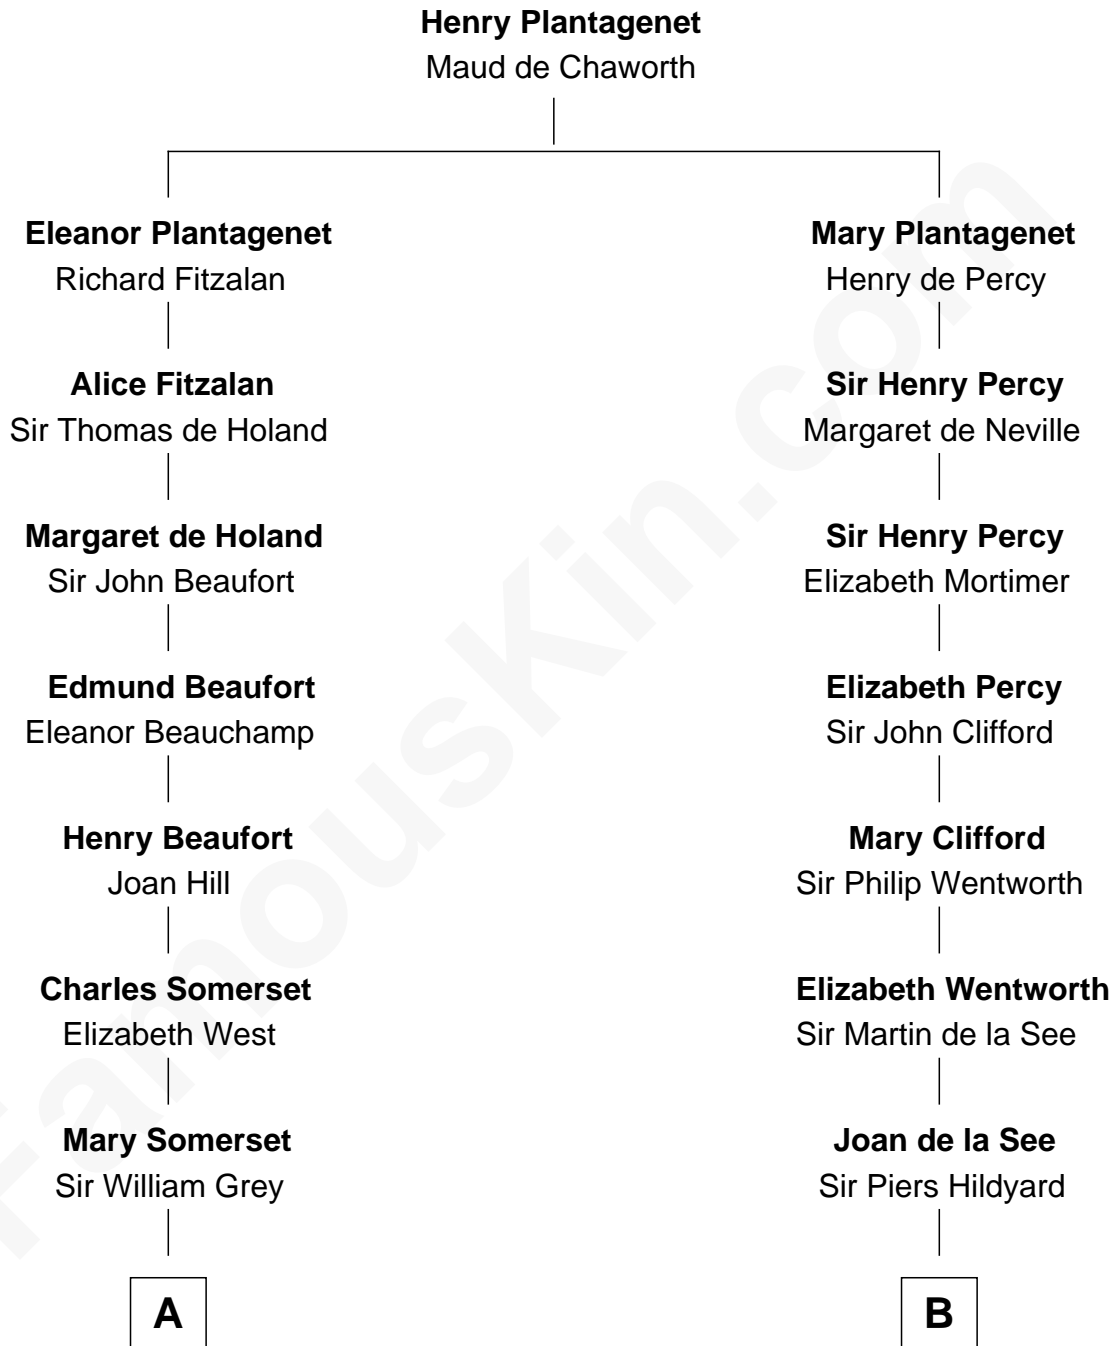 Henry Plantagenet
Maud de Chaworth
Eleanor Plantagenet
Richard Fitzalan
Mary Plantagenet
Henry de Percy
Alice Fitzalan
Sir Thomas de Holand
Sir Henry Percy
Margaret de Neville
Margaret de Holand
Sir John Beaufort
Sir Henry Percy
Elizabeth Mortimer
Edmund Beaufort
Eleanor Beauchamp
Elizabeth Percy
Sir John Clifford
Henry Beaufort
Joan Hill
Mary Clifford
Sir Philip Wentworth
Charles Somerset
Elizabeth West
Elizabeth Wentworth
Sir Martin de la See
Mary Somerset
Sir William Grey
Joan de la See
Sir Piers Hildyard
A
B
FamousKin.com